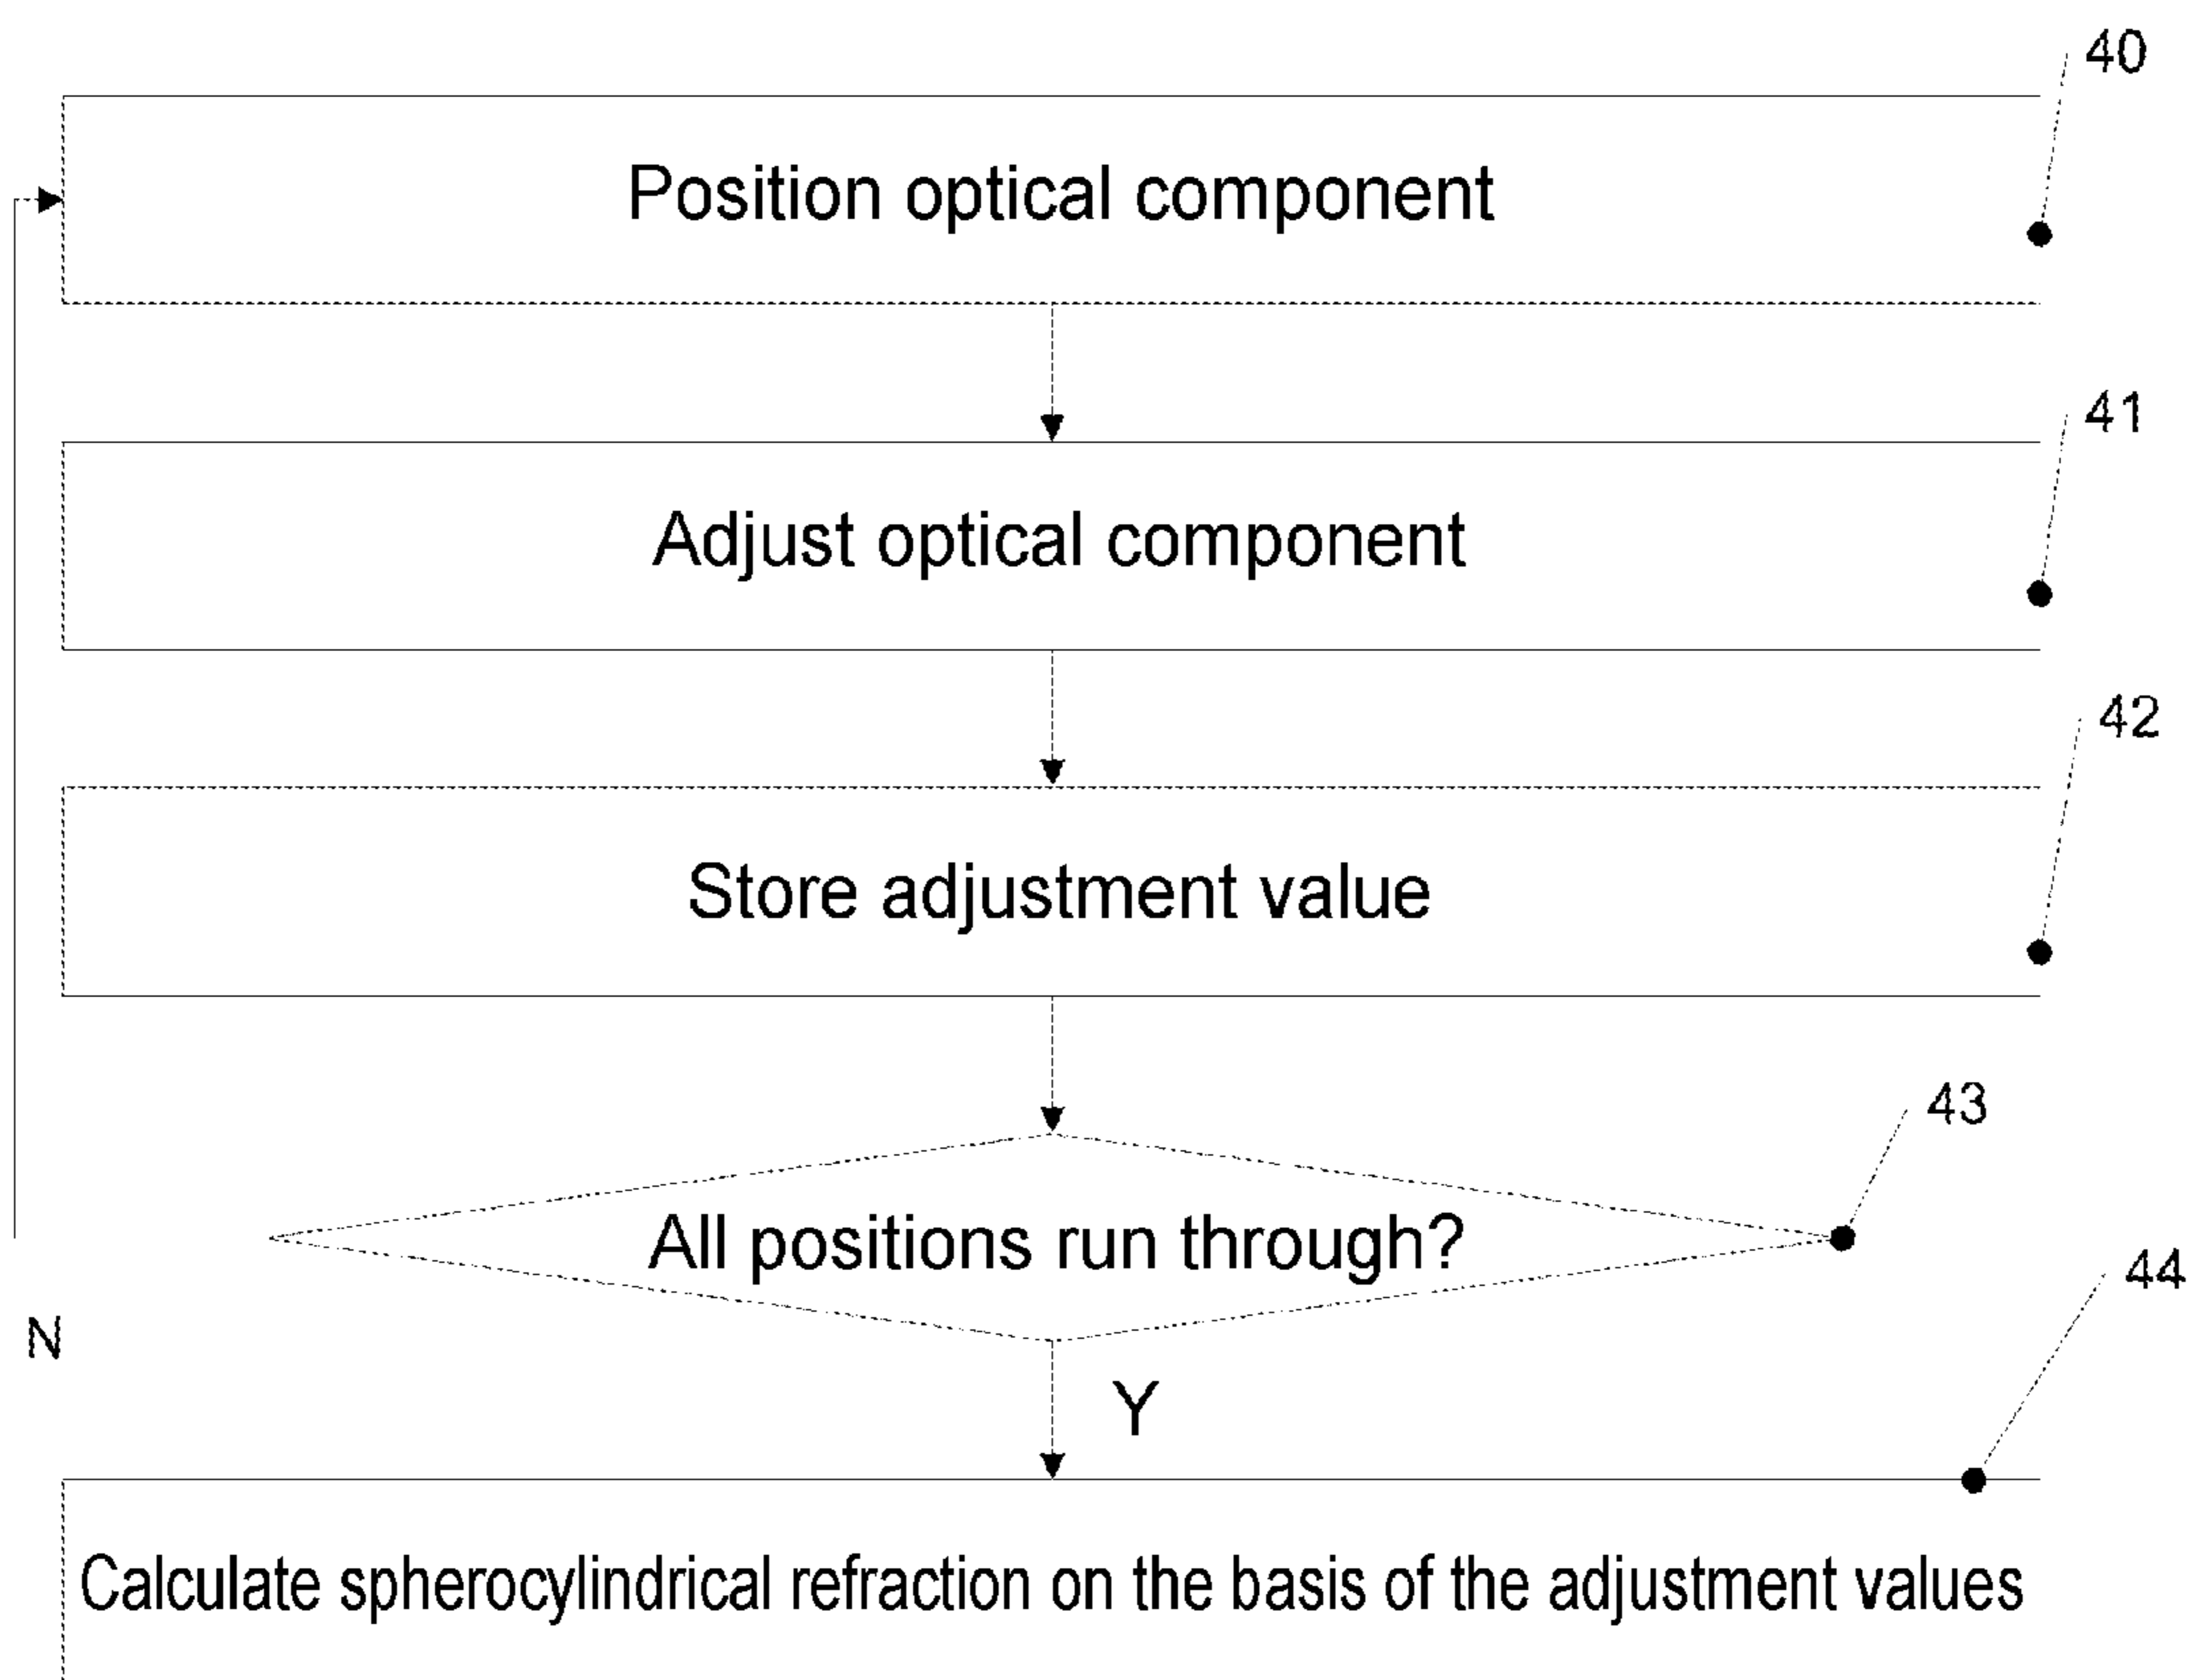 40
Position optical component
41
Adjust optical component
42
Store adjustment value
43
All positions run through?
44
N
Y
Calculate spherocylindrical refraction on the basis of the adjustment values